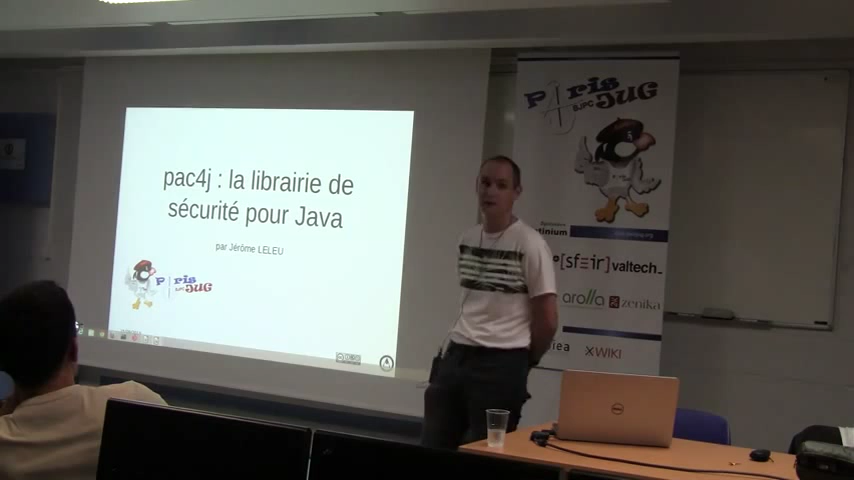 pac4j : la librairie de
sécurité pour Java
par Jérôme LELEU
Paris
JUG
Paris
JUG
[sfeir]
valtech_
arolla
zenika
XWIKI
DELL